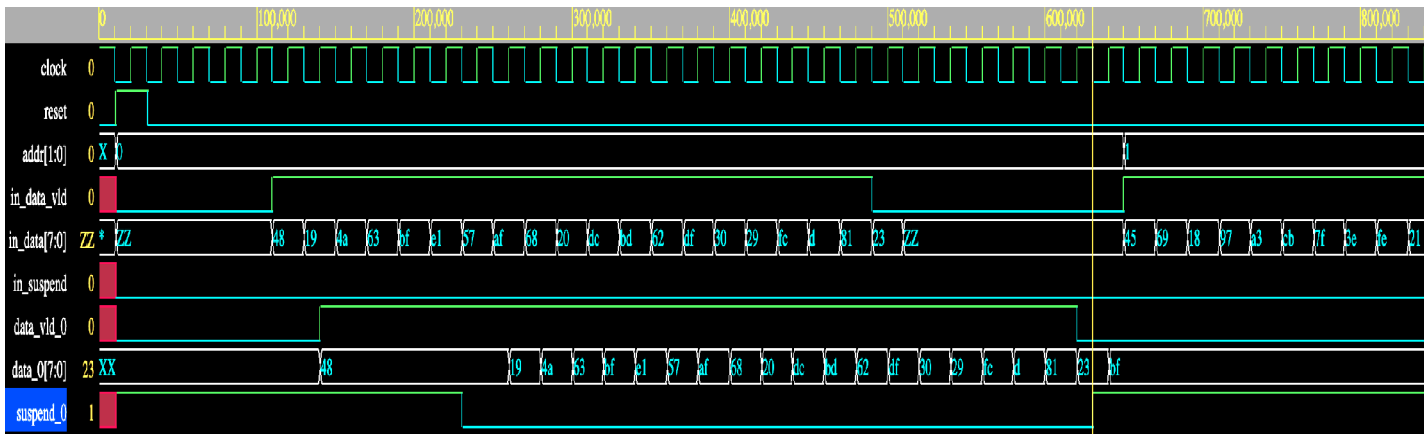 0 100,000 200,000 300,000 400,000 500,000 600,000 700,000 800,000
clock 0
reset 0
addr[1:0] 0 X 0 1
in_data_vld 0
in_data[7:0] ZZ * ZZ 48 19 4a 63 bf e1 57 af 68 20 dc bd 62 df 30 29 fc d 81 23 ZZ 45 69 18 97 a3 cb 7f 3e fe 21
in_suspend 0
data_vld_0 0
data_0[7:0] 23 XX 48 19 4a 63 bf e1 57 af 68 20 dc bd 62 df 30 29 fc d 81 23 bf
suspend_0 1